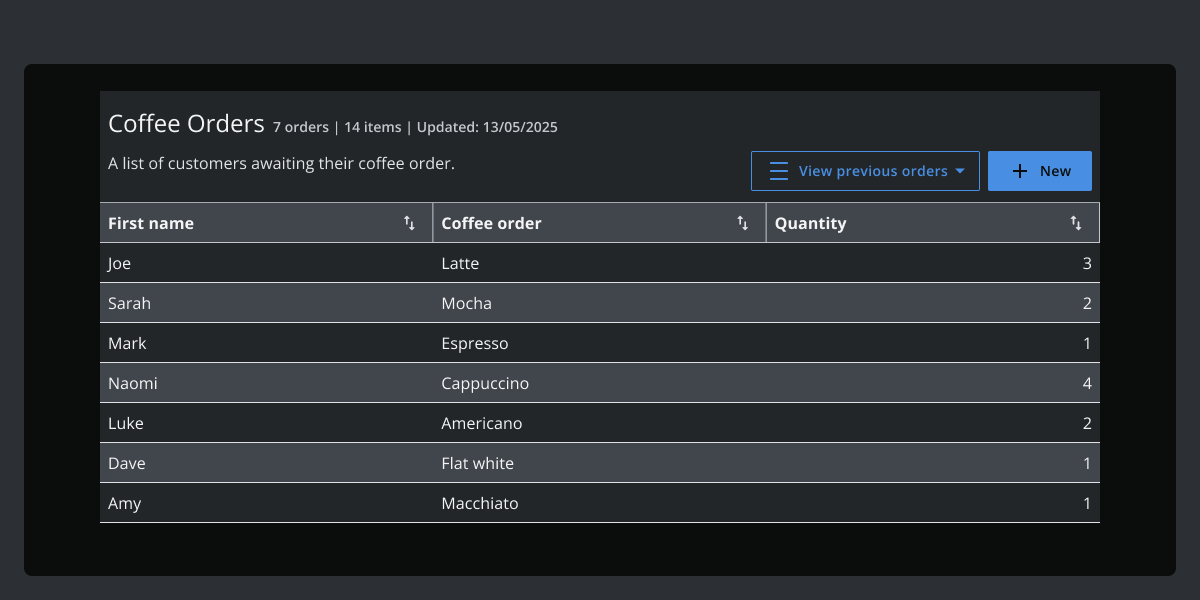 Coffee Orders 7 orders | 14 items | Updated: 13/05/2025
A list of customers awaiting their coffee order.
View previous orders New
First name Coffee order Quantity
Joe Latte 3
Sarah Mocha 2
Mark Espresso 1
Naomi Cappuccino 4
Luke Americano 2
Dave Flat white 1
Amy Macchiato 1